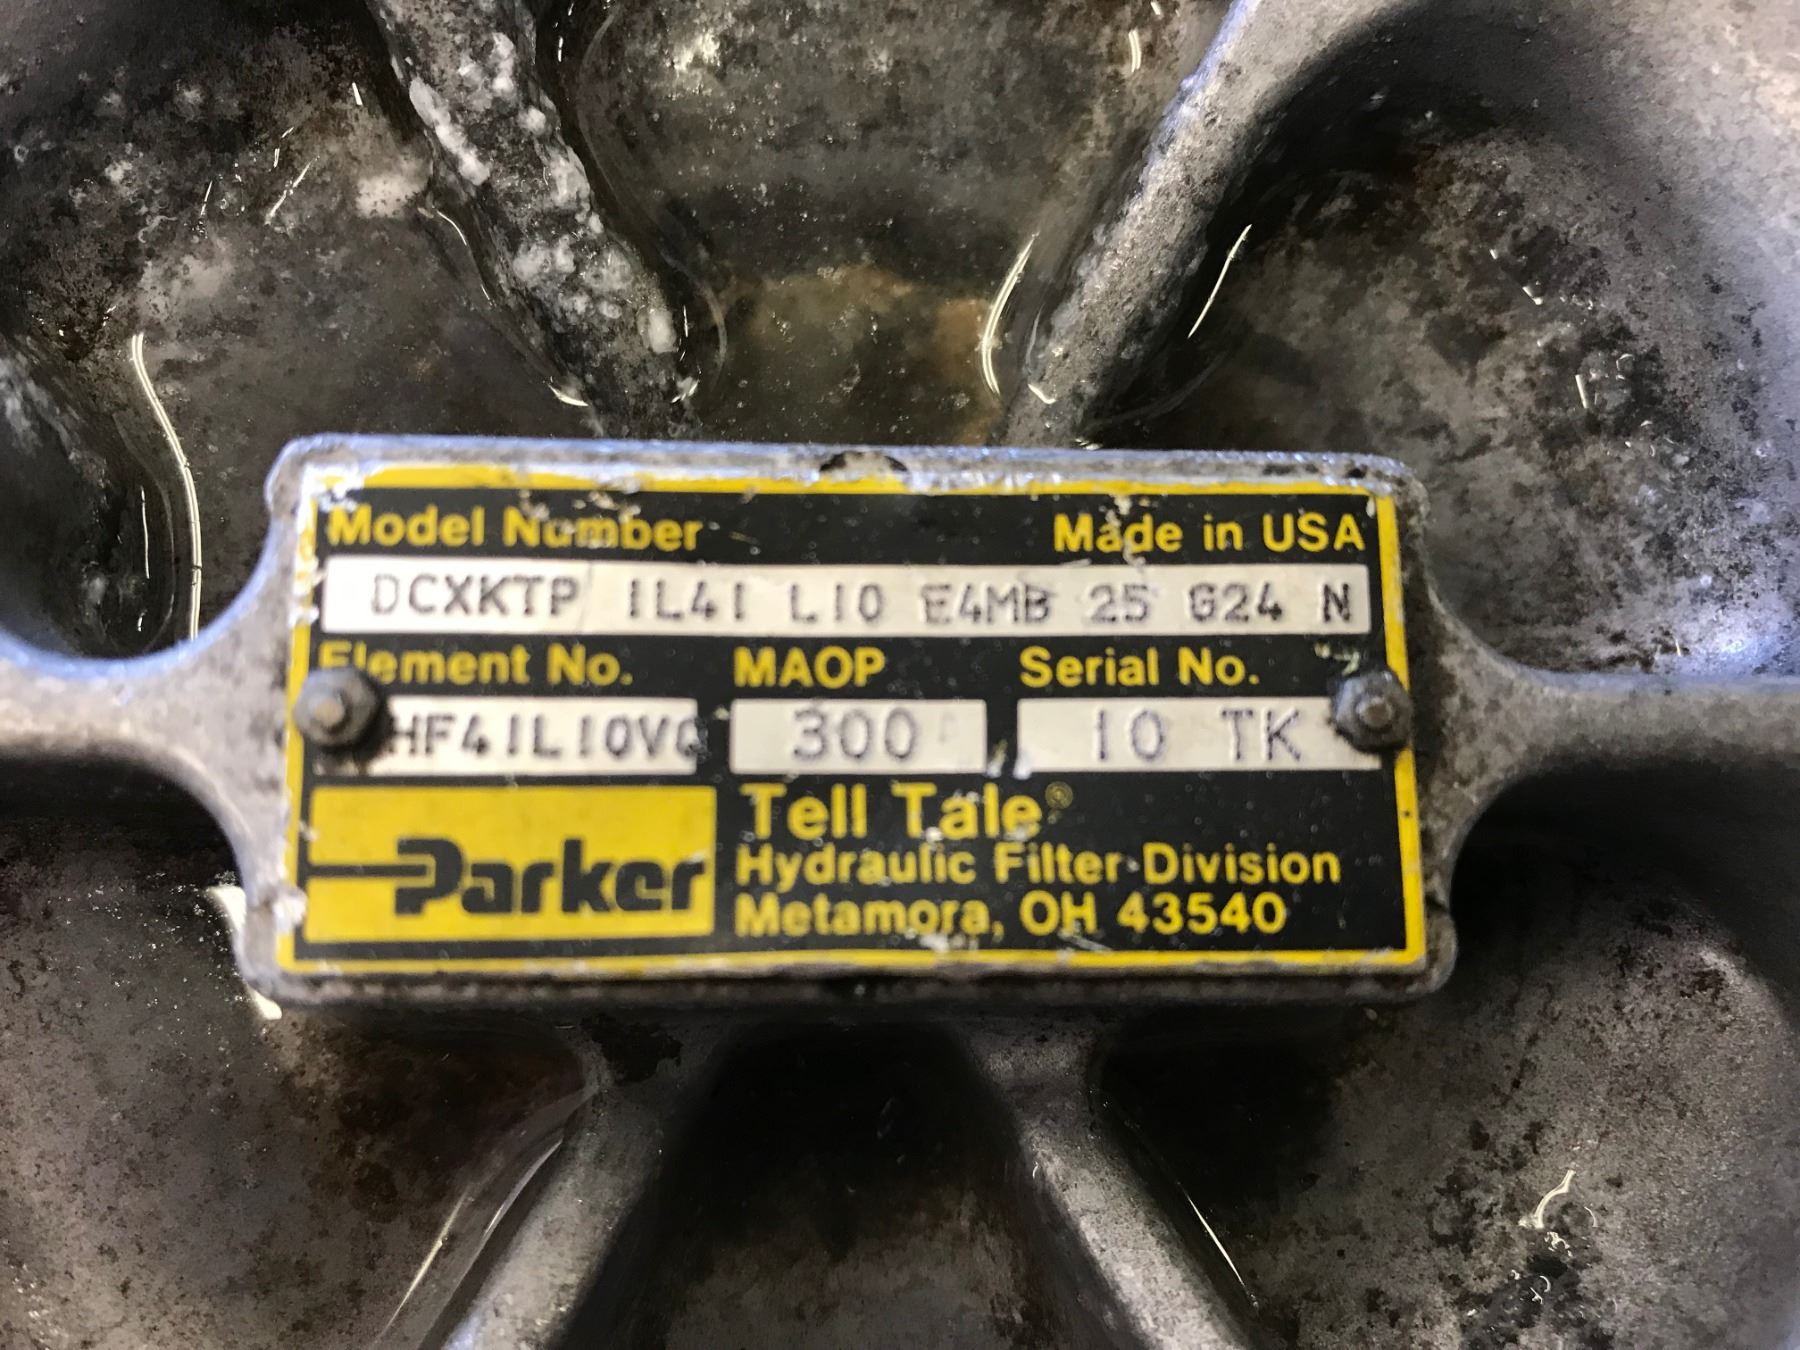 Model Number Made in USA
DCXKTP 1L41 L10 E4MB 25 G24 N
Element No. MAOP Serial No.
HF41L10VQ 300 10 TK
Parker
Tell Tale®
Hydraulic Filter Division
Metamora, OH 43540